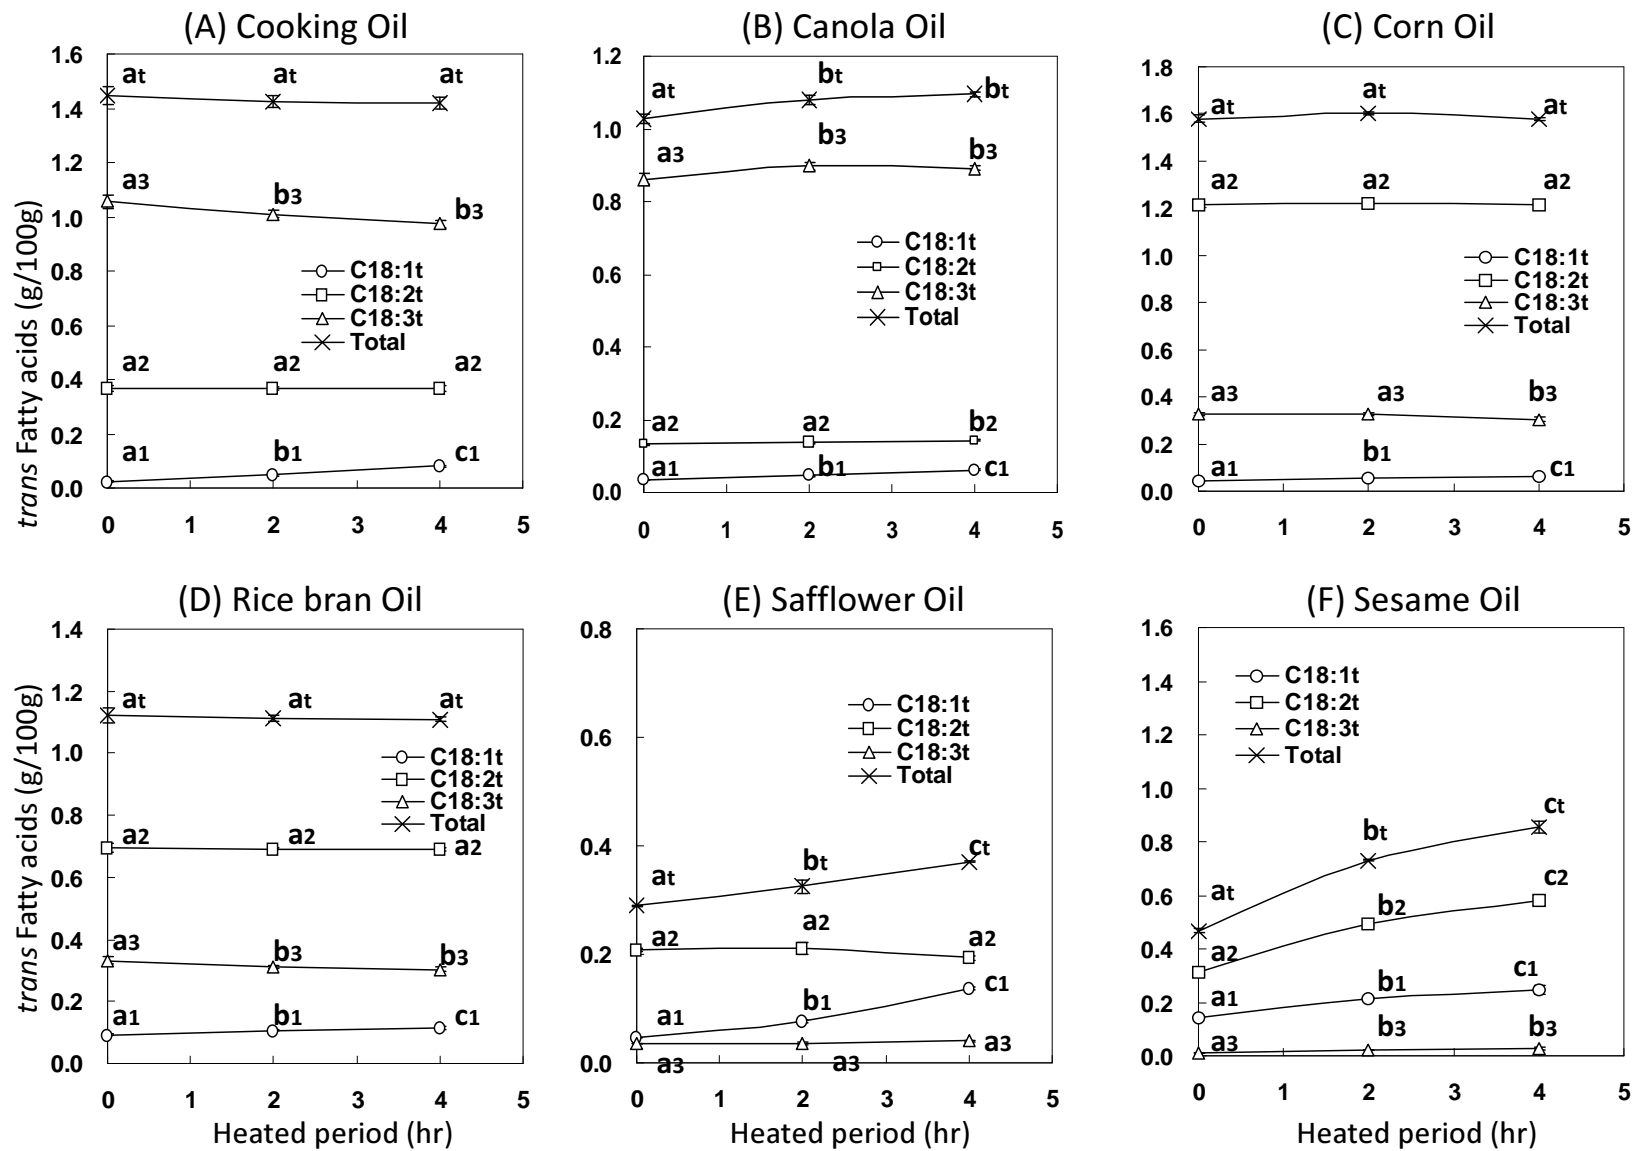 (A) Cooking Oil
1.6
1.4
1.2
1.0
0.8
0.6
0.4
0.2
0.0
0 1 2 3 4 5
trans Fatty acids (g/100g)
at at at
a3 b3 b3
a2 a2 a2
a1 b1 c1
C18:1t
C18:2t
C18:3t
Total
(B) Canola Oil
1.2
1.0
0.8
0.6
0.4
0.2
0.0
0 1 2 3 4 5
at bt bt
a3 b3 b3
a2 a2 b2
a1 b1 c1
C18:1t
C18:2t
C18:3t
Total
(C) Corn Oil
1.8
1.6
1.4
1.2
1.0
0.8
0.6
0.4
0.2
0.0
0 1 2 3 4 5
at at at
a2 a2 a2
a3 a3 b3
a1 b1 c1
C18:1t
C18:2t
C18:3t
Total
(D) Rice bran Oil
1.4
1.2
1.0
0.8
0.6
0.4
0.2
0.0
0 1 2 3 4 5
trans Fatty acids (g/100g)
Heated period (hr)
at at at
a2 a2 a2
a3 b3 b3
a1 b1 c1
C18:1t
C18:2t
C18:3t
Total
(E) Safflower Oil
0.8
0.6
0.4
0.2
0.0
0 1 2 3 4 5
Heated period (hr)
at bt ct
a2 a2 a2
a1 b1 c1
a3 a3 a3
C18:1t
C18:2t
C18:3t
Total
(F) Sesame Oil
1.6
1.4
1.2
1.0
0.8
0.6
0.4
0.2
0.0
0 1 2 3 4 5
Heated period (hr)
at bt ct
a2 b2 c2
a1 b1 c1
a3 b3 b3
C18:1t
C18:2t
C18:3t
Total